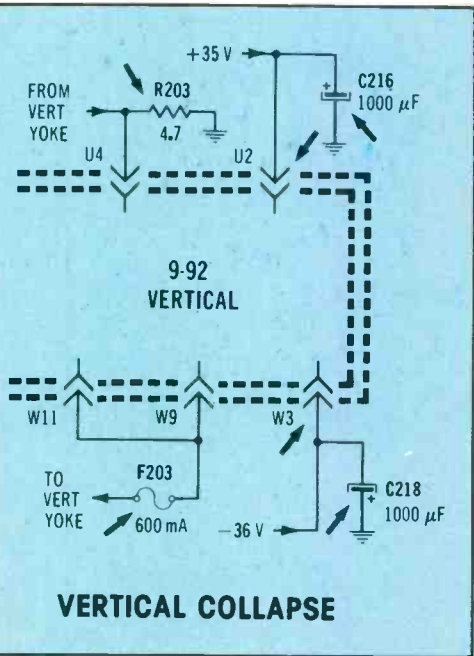 +35 V
C216
1000 µF
FROM
VERT
YOKE
R203
4.7
U4
U2
9-92
VERTICAL
W11
W9
W3
TO
VERT
YOKE
F203
600 mA
-36 V
C218
1000 µF
VERTICAL COLLAPSE
+
+